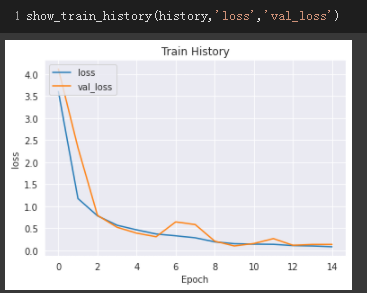 1 show_train_history(history,'loss','val_loss')
Train History
loss
val_loss
4.0
3.5
3.0
2.5
2.0
1.5
1.0
0.5
0.0
loss
0 2 4 6 8 10 12 14
Epoch